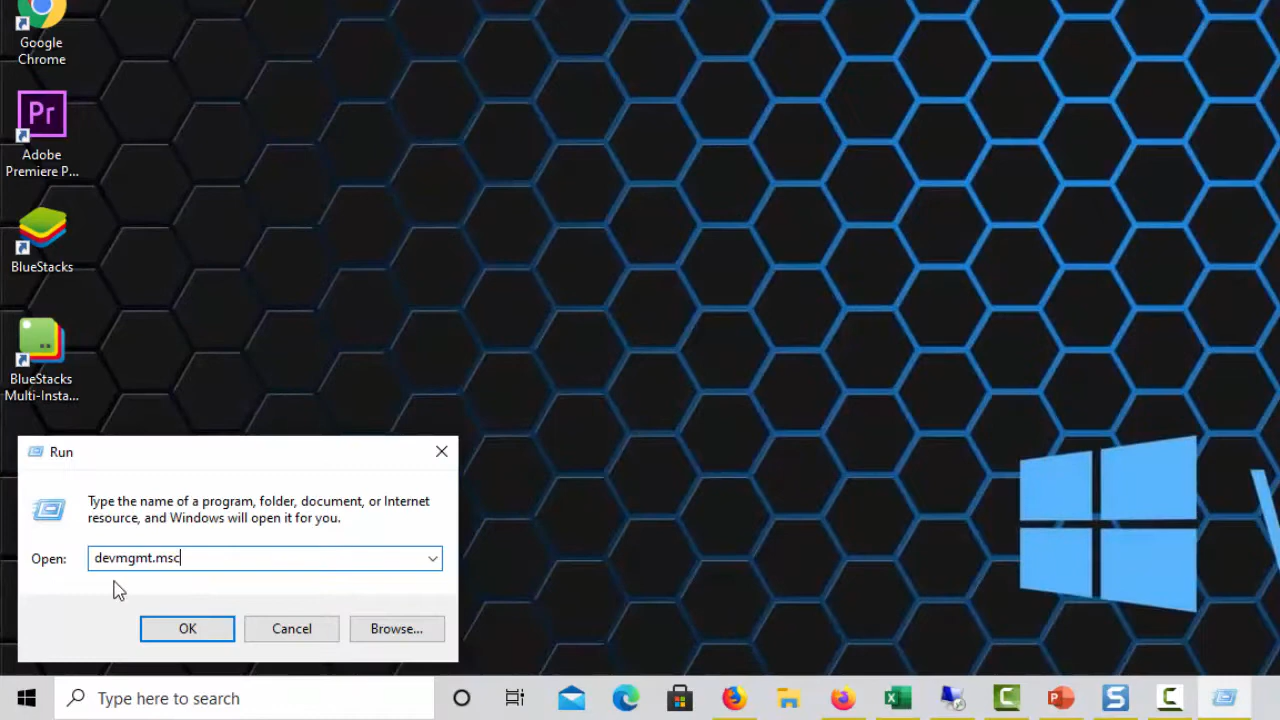 Google
Chrome
Pr
Adobe
Premiere P...
BlueStacks
BlueStacks
Multi-Insta...
Run
Type the name of a program, folder, document, or Internet
resource, and Windows will open it for you.
Open: devmgmt.msc
OK Cancel Browse...
Type here to search